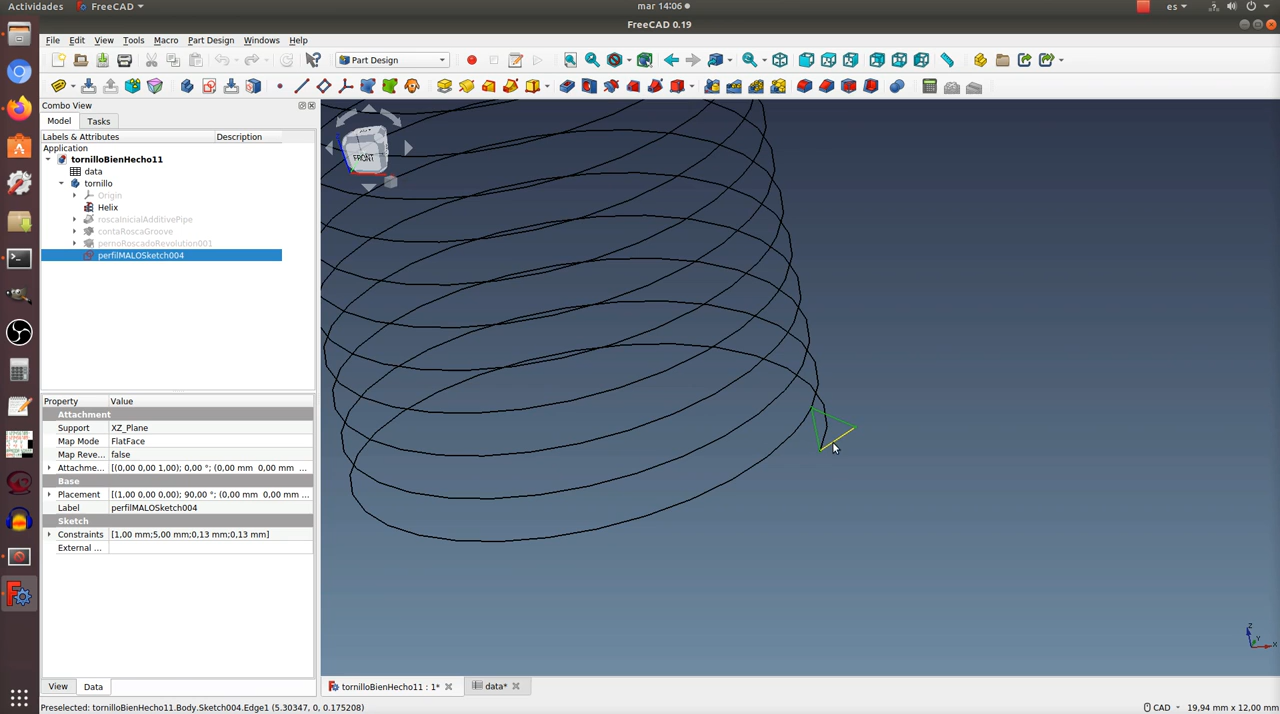 Actividades FreeCAD mar 14:06 es
FreeCAD 0.19
File Edit View Tools Macro Part Design Windows Help
Part Design
Combo View
Model Tasks
Labels & Attributes Description
Application
tornilloBienHecho11
data
tornillo
Origin
Helix
roscaInicialAdditivePipe
contaRoscaGroove
pernoRoscadoRevolution001
perfilMALOSketch004
FRONT
Property Value
Attachment
Support XZ_Plane
Map Mode FlatFace
Map Reve... false
Attachme... [(0,00 0,00 1,00); 0,00 °; (0,00 mm 0,00 mm ...
Base
Placement [(1,00 0,00 0,00); 90,00 °; (0,00 mm 0,00 mm ...
Label perfilMALOSketch004
Sketch
Constraints [1,00 mm;5,00 mm;0,13 mm;0,13 mm]
External ...
Z
Y
X
View Data
tornilloBienHecho11 : 1* data*
Preselected: tornilloBienHecho11.Body.Sketch004.Edge1 (5.30347, 0, 0.175208) CAD 19,94 mm x 12,00 mm